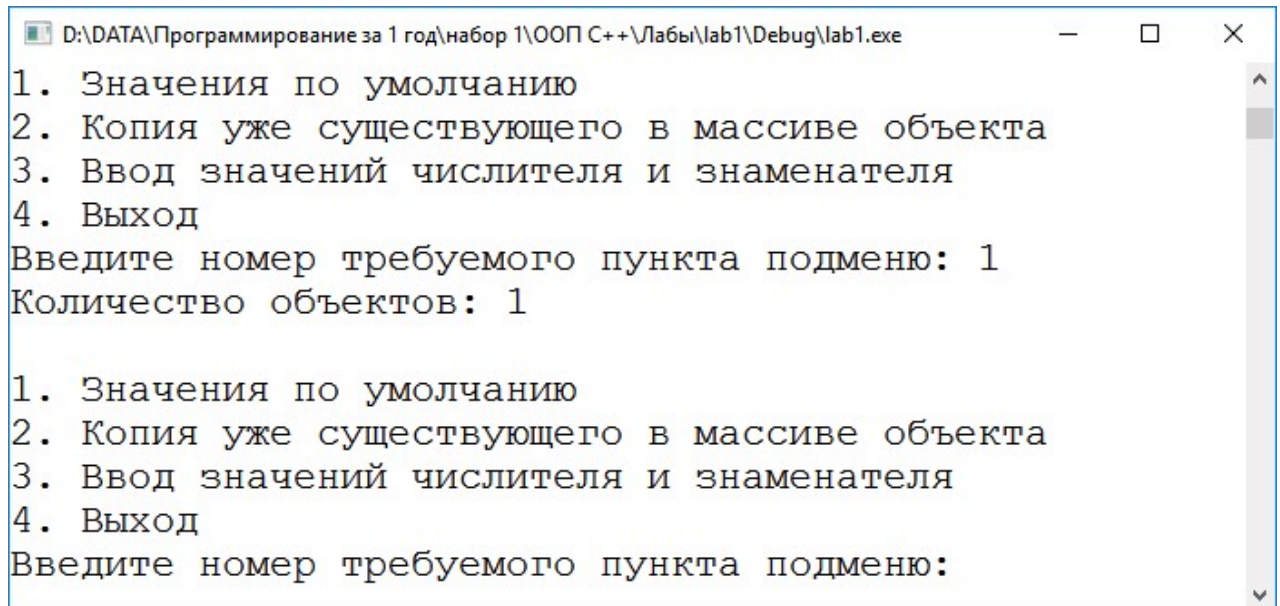 D:\DATA\Программирование за 1 год\набор 1\ООП C++\Лабы\lab1\Debug\lab1.exe
1. Значения по умолчанию
2. Копия уже существующего в массиве объекта
3. Ввод значений числителя и знаменателя
4. Выход
Введите номер требуемого пункта подменю: 1
Количество объектов: 1
1. Значения по умолчанию
2. Копия уже существующего в массиве объекта
3. Ввод значений числителя и знаменателя
4. Выход
Введите номер требуемого пункта подменю: